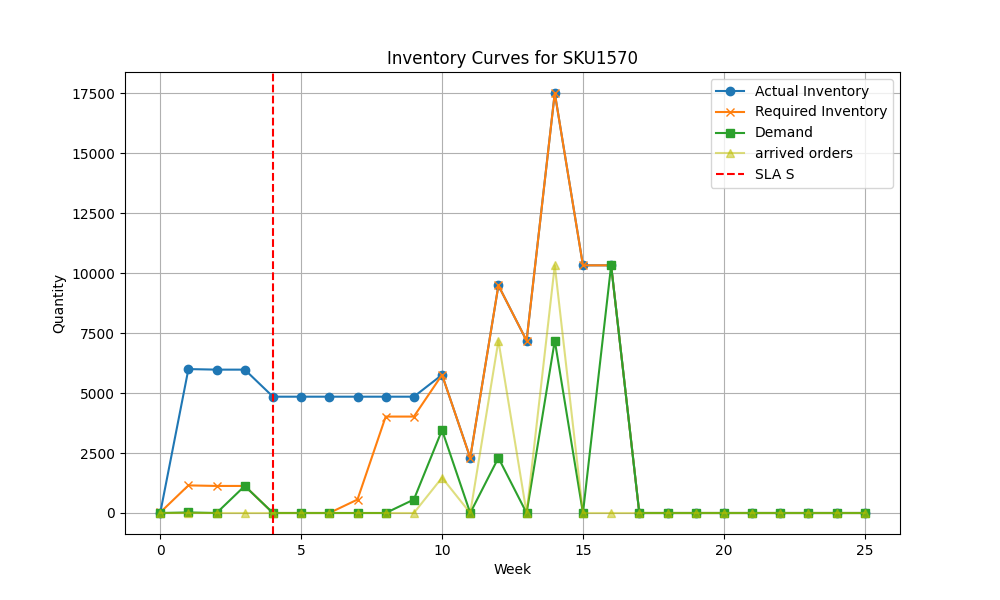 Inventory Curves for SKU1570
17500
15000
12500
10000
7500
5000
2500
0
Quantity
Actual Inventory
Required Inventory
Demand
arrived orders
SLA S
0 5 10 15 20 25
Week